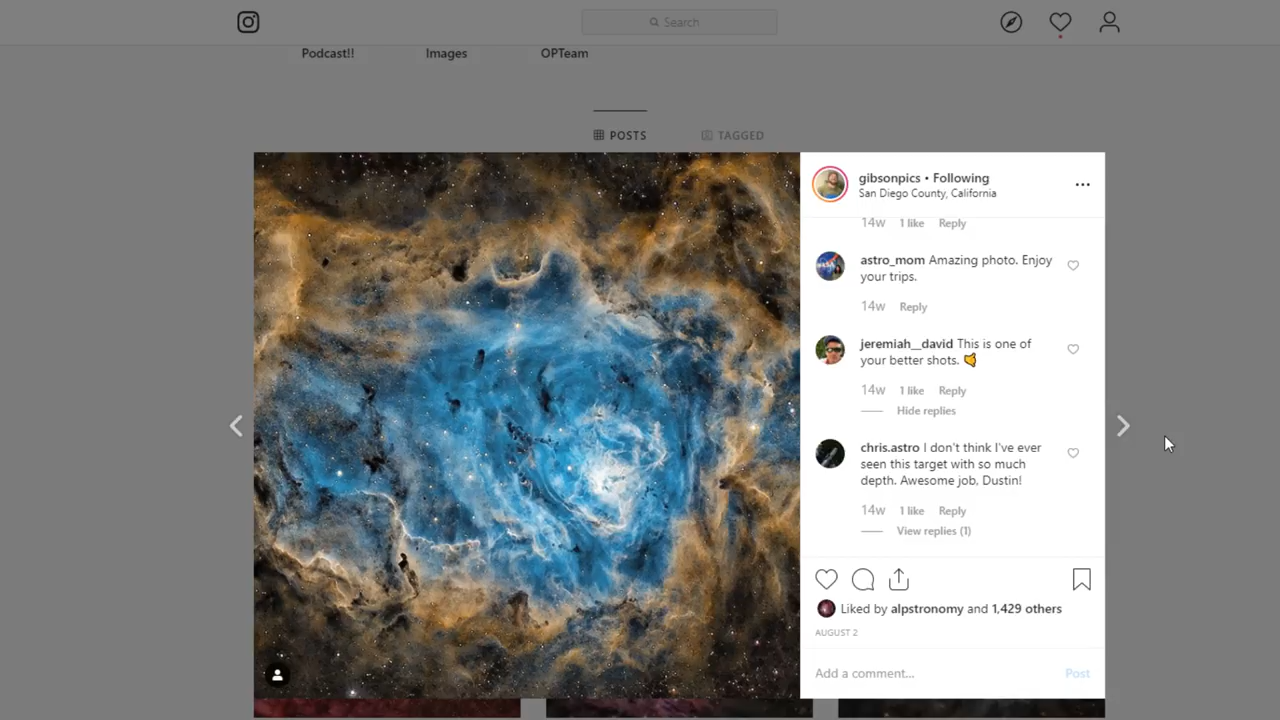 Search
Podcast!!
Images
OPTeam
POSTS
TAGGED
gibsonpics • Following
San Diego County, California
14w 1 like Reply
astro_mom Amazing photo. Enjoy
your trips.
14w Reply
jeremiah__david This is one of
your better shots.
14w 1 like Reply
Hide replies
chris.astro I don't think I've ever
seen this target with so much
depth. Awesome job, Dustin!
14w 1 like Reply
View replies (1)
Liked by alpstronomy and 1,429 others
AUGUST 2
Add a comment...
Post